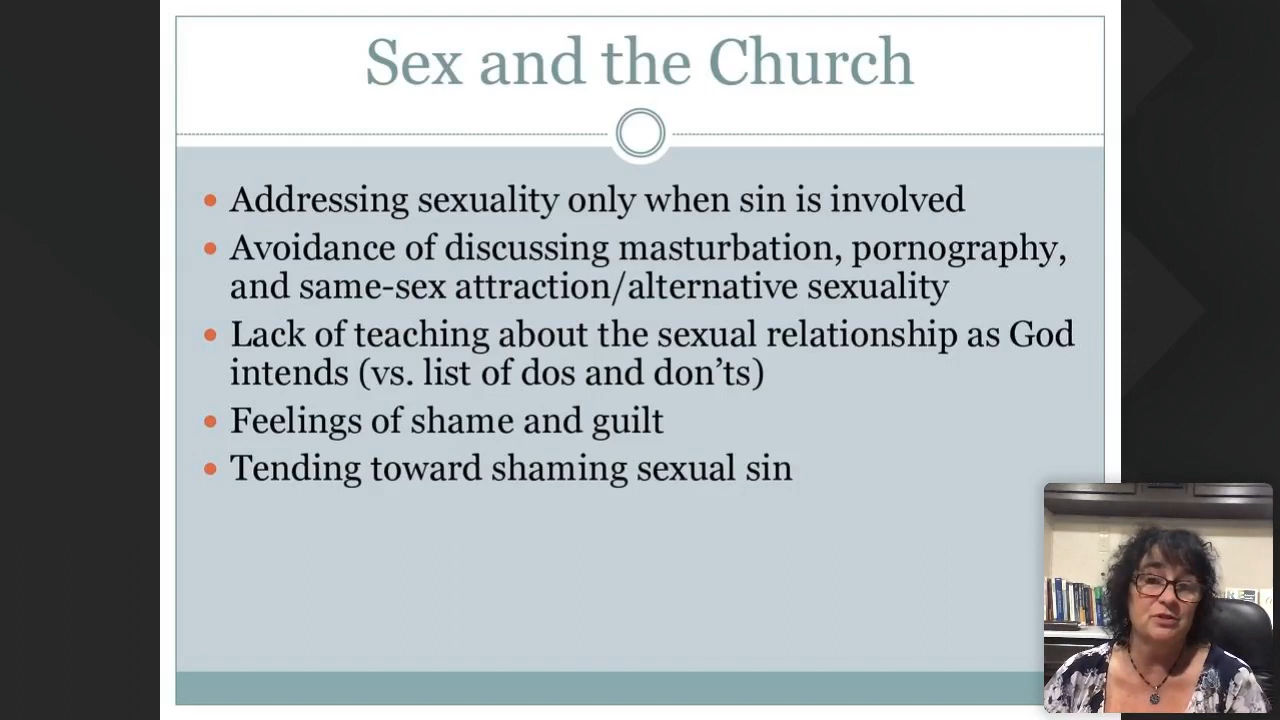 Sex and the Church
• Addressing sexuality only when sin is involved
• Avoidance of discussing masturbation, pornography,
and same-sex attraction/alternative sexuality
• Lack of teaching about the sexual relationship as God
intends (vs. list of dos and don’ts)
• Feelings of shame and guilt
• Tending toward shaming sexual sin